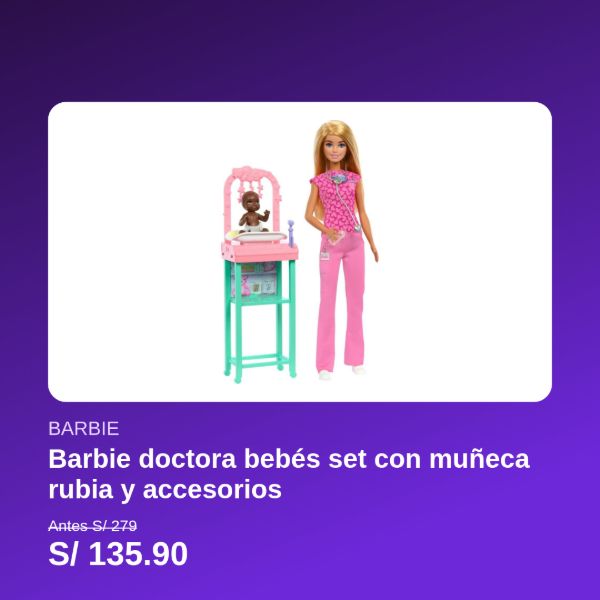 BARBIE
Barbie doctora bebés set con muñeca
rubia y accesorios
Antes S/ 279
S/ 135.90